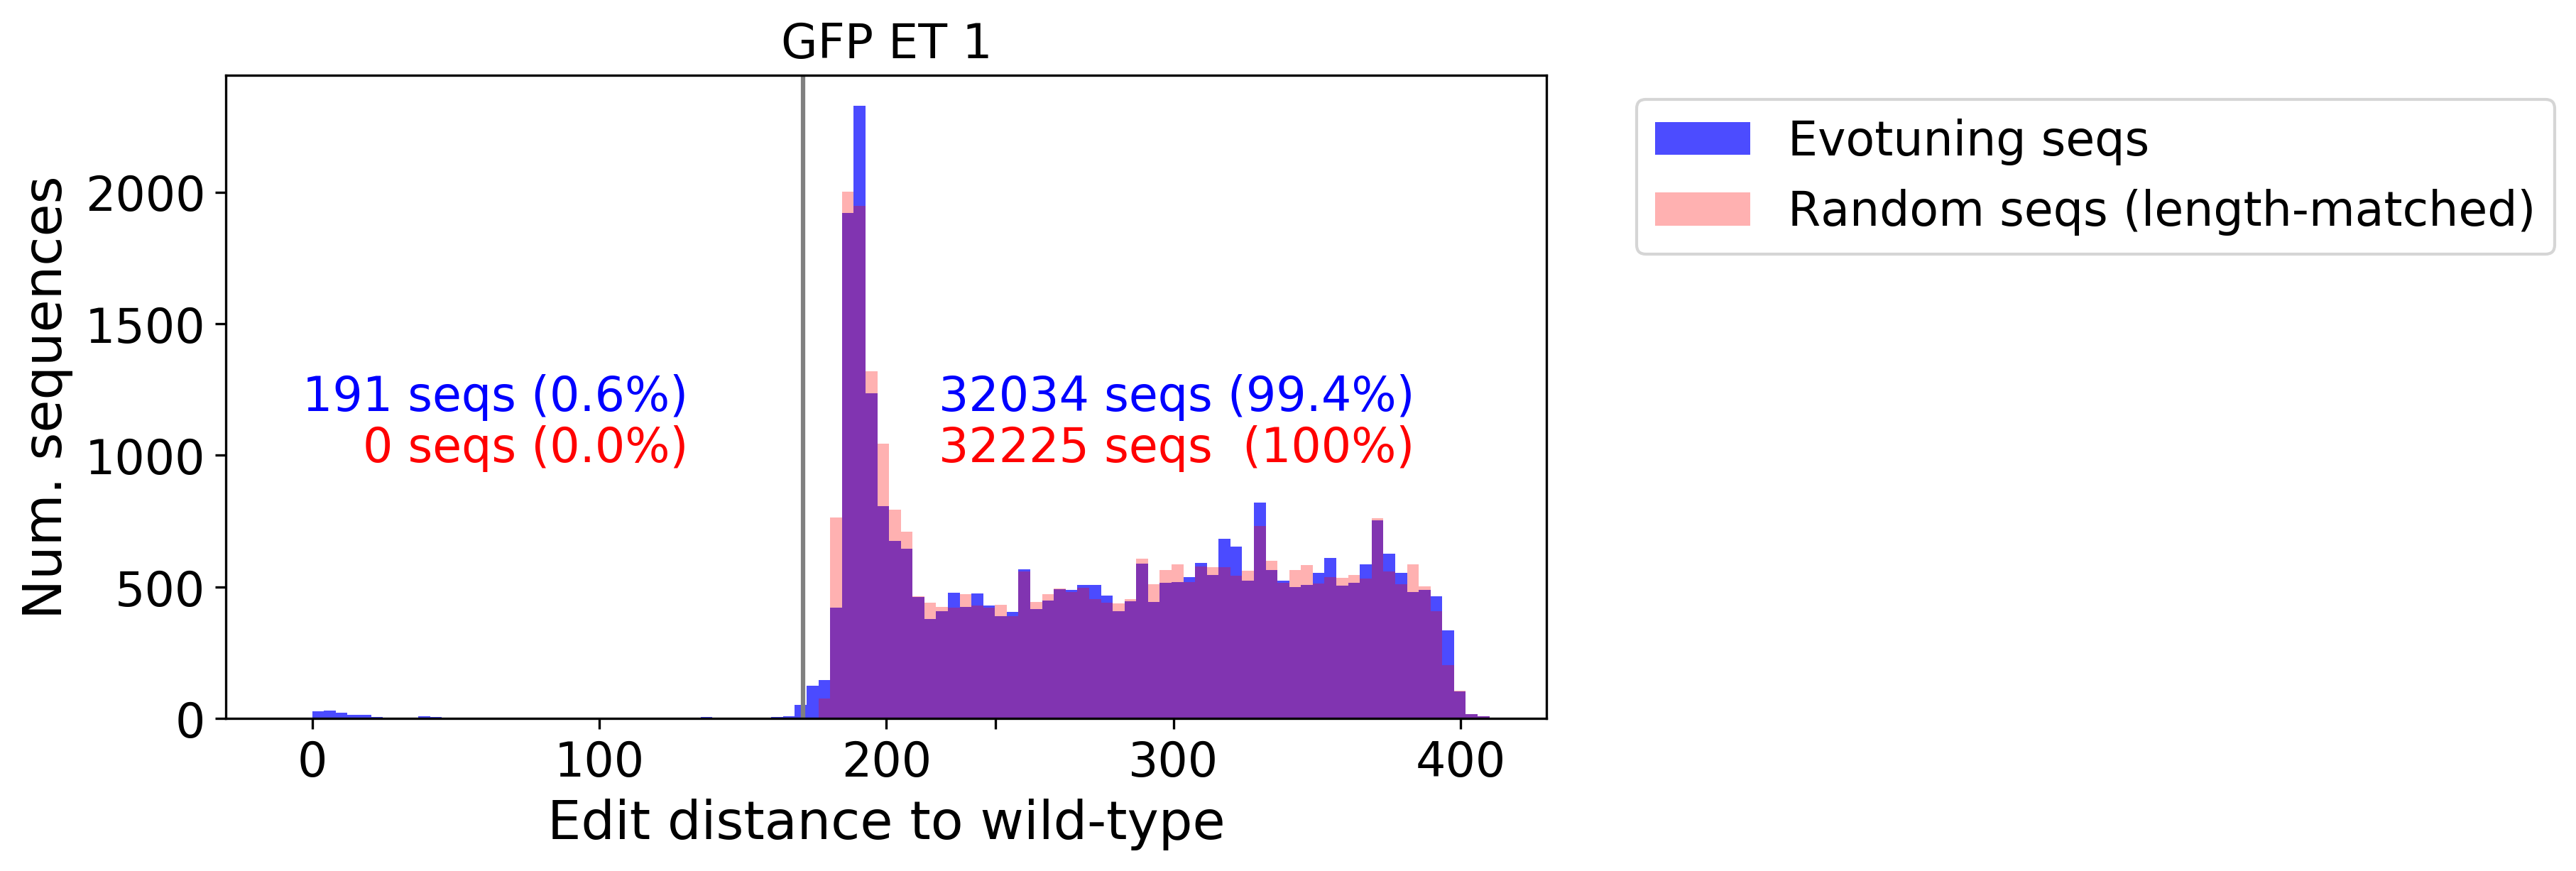 GFP ET 1
Num. sequences
2000
1500
1000
500
0
191 seqs (0.6%)
0 seqs (0.0%)
32034 seqs (99.4%)
32225 seqs (100%)
0 100 200 300 400
Edit distance to wild-type
Evotuning seqs
Random seqs (length-matched)